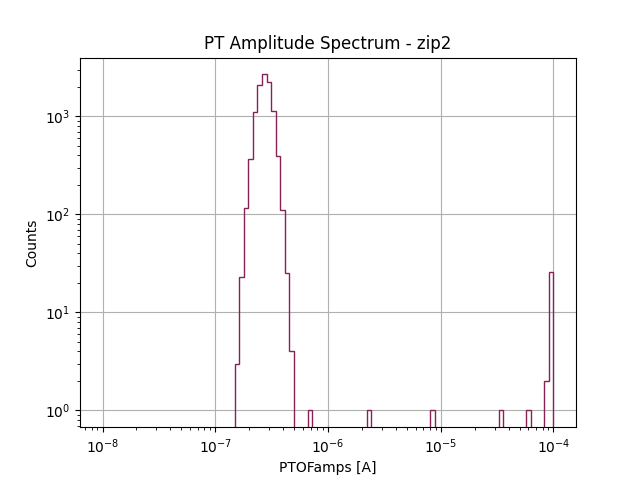 PT Amplitude Spectrum - zip2
10³
10²
10¹
10⁰
Counts
10⁻⁸ 10⁻⁷ 10⁻⁶ 10⁻⁵ 10⁻⁴
PTOFamps [A]